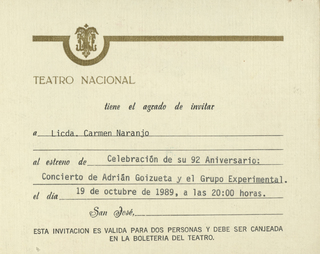 TEATRO NACIONAL
tiene el agrado de invitar
a Licda. Carmen Naranjo
al estreno de Celebración de su 92 Aniversario:
Concierto de Adrián Goizueta y el Grupo Experimental.
el día 19 de octubre de 1989, a las 20:00 horas.
San José,
ESTA INVITACION ES VALIDA PARA DOS PERSONAS Y DEBE SER CANJEADA
EN LA BOLETERIA DEL TEATRO.